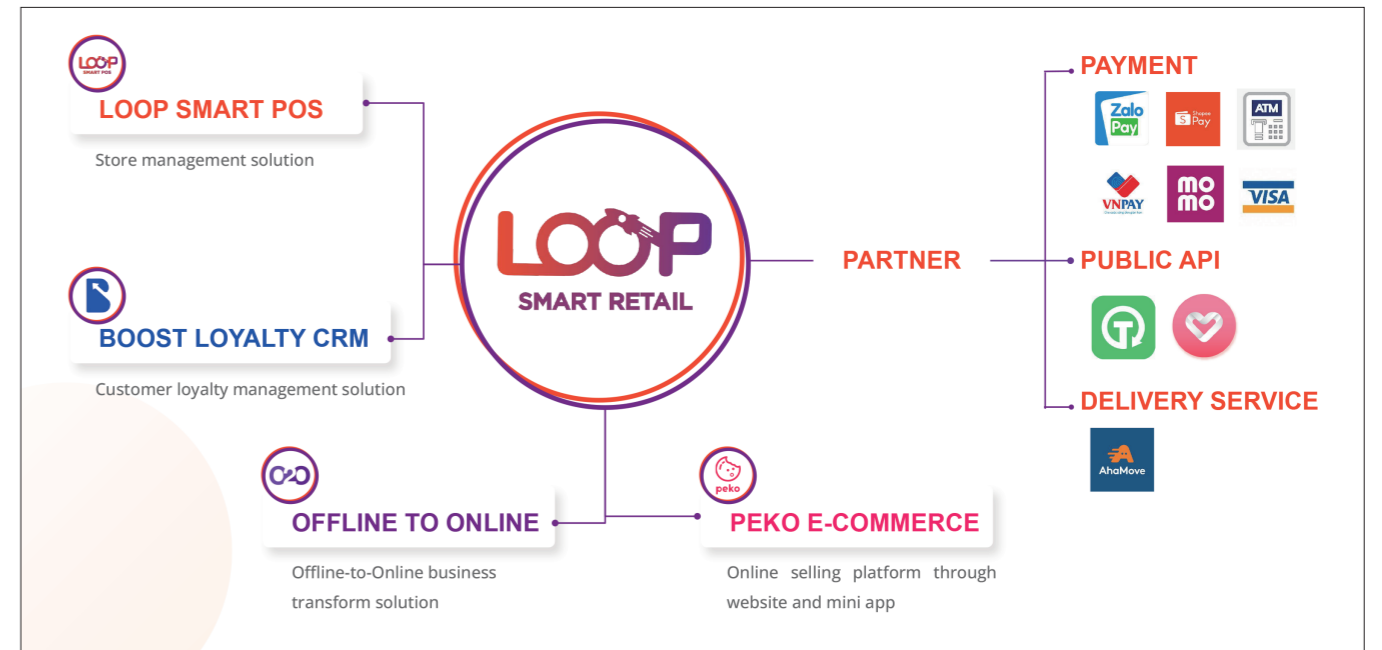 LOOP
SMART POS
LOOP SMART POS
Store management solution
BOOST LOYALTY CRM
Customer loyalty management solution
LOOP
SMART RETAIL
O2O
OFFLINE TO ONLINE
Offline-to-Online business
transform solution
peko
PEKO E-COMMERCE
Online selling platform through
website and mini app
PARTNER
PAYMENT
Zalo
Pay
Shopee
Pay
ATM
VNPAY
mo
mo
VISA
PUBLIC API
DELIVERY SERVICE
AhaMove